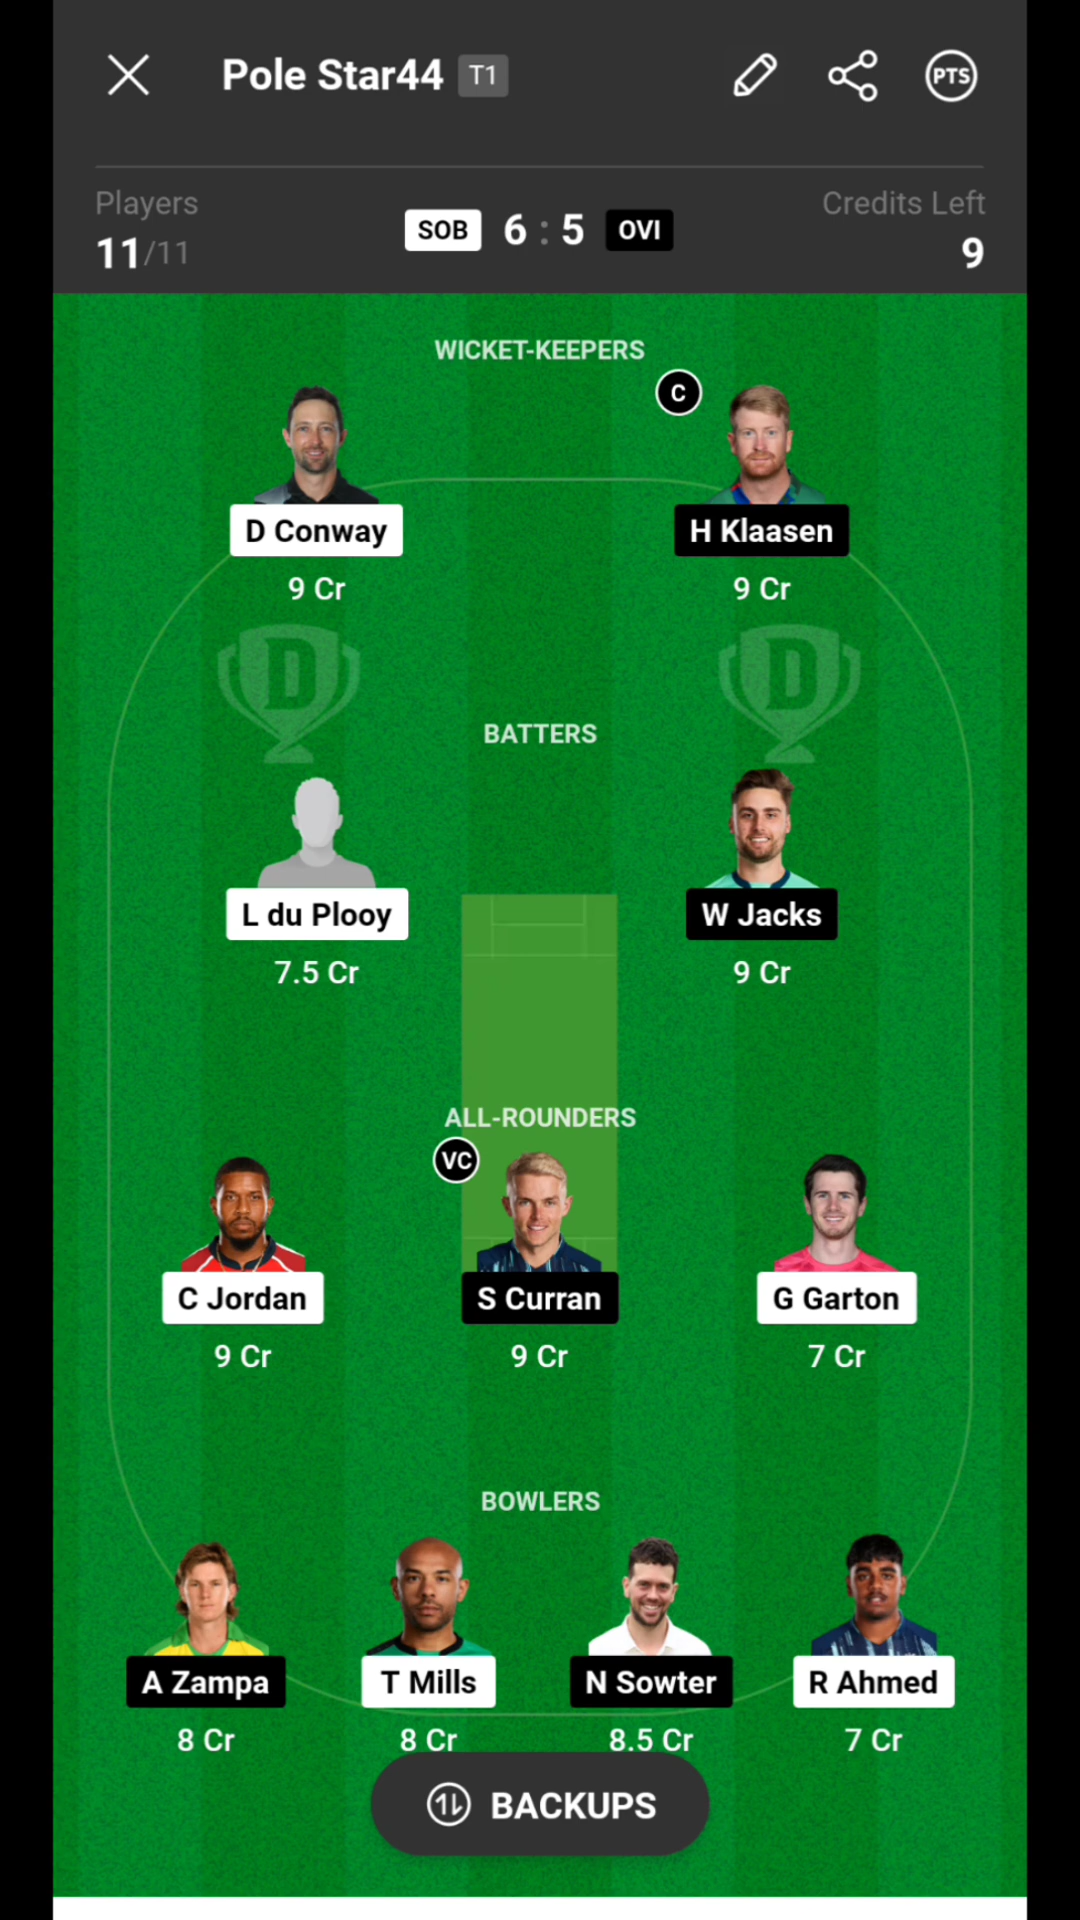 Pole Star44 T1 PTS
Players Credits Left
11/11 SOB 6 : 5 OVI 9
WICKET-KEEPERS
C
D Conway H Klaasen
9 Cr 9 Cr
D D
BATTERS
L du Plooy W Jacks
7.5 Cr 9 Cr
ALL-ROUNDERS
VC
C Jordan S Curran G Garton
9 Cr 9 Cr 7 Cr
BOWLERS
A Zampa T Mills N Sowter R Ahmed
8 Cr 8 Cr 8.5 Cr 7 Cr
BACKUPS